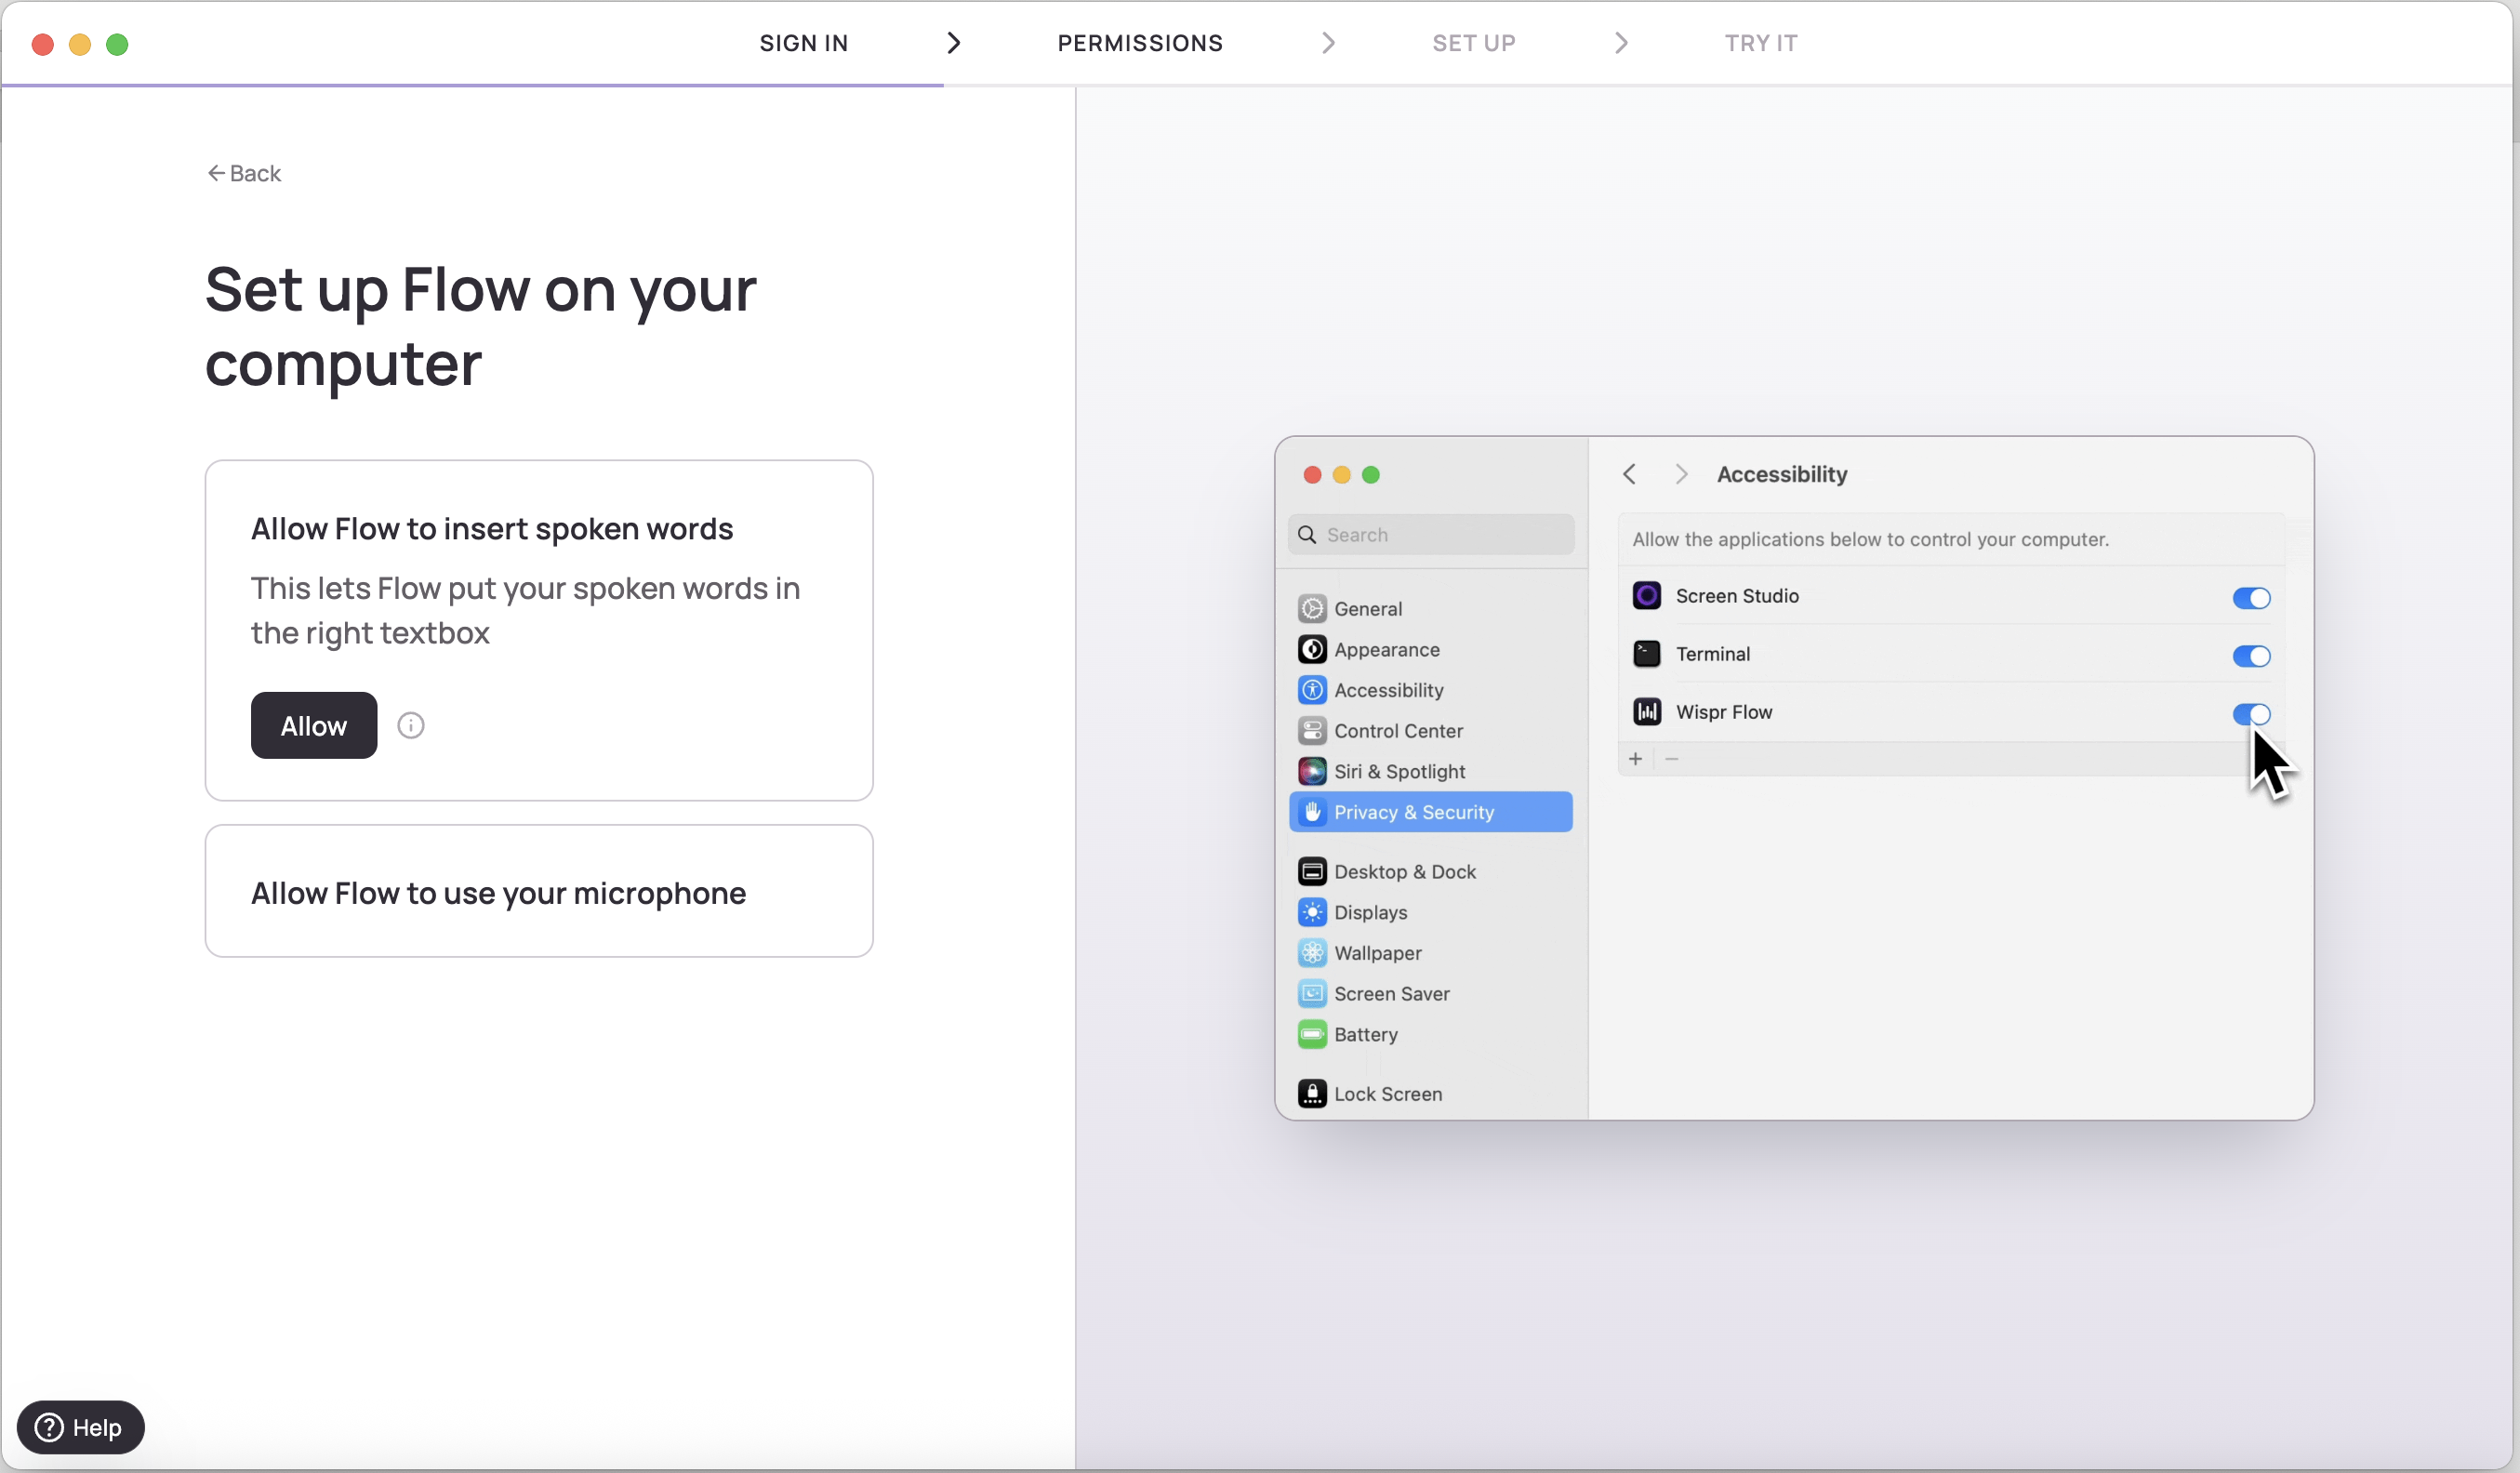 SIGN IN
PERMISSIONS
SET UP
TRY IT
Back
Set up Flow on your
computer
Allow Flow to insert spoken words
This lets Flow put your spoken words in
the right textbox
Allow
Allow Flow to use your microphone
Help
Search
General
Appearance
Accessibility
Control Center
Siri & Spotlight
Privacy & Security
Desktop & Dock
Displays
Wallpaper
Screen Saver
Battery
Lock Screen
Accessibility
Allow the applications below to control your computer.
Screen Studio
Terminal
Wispr Flow